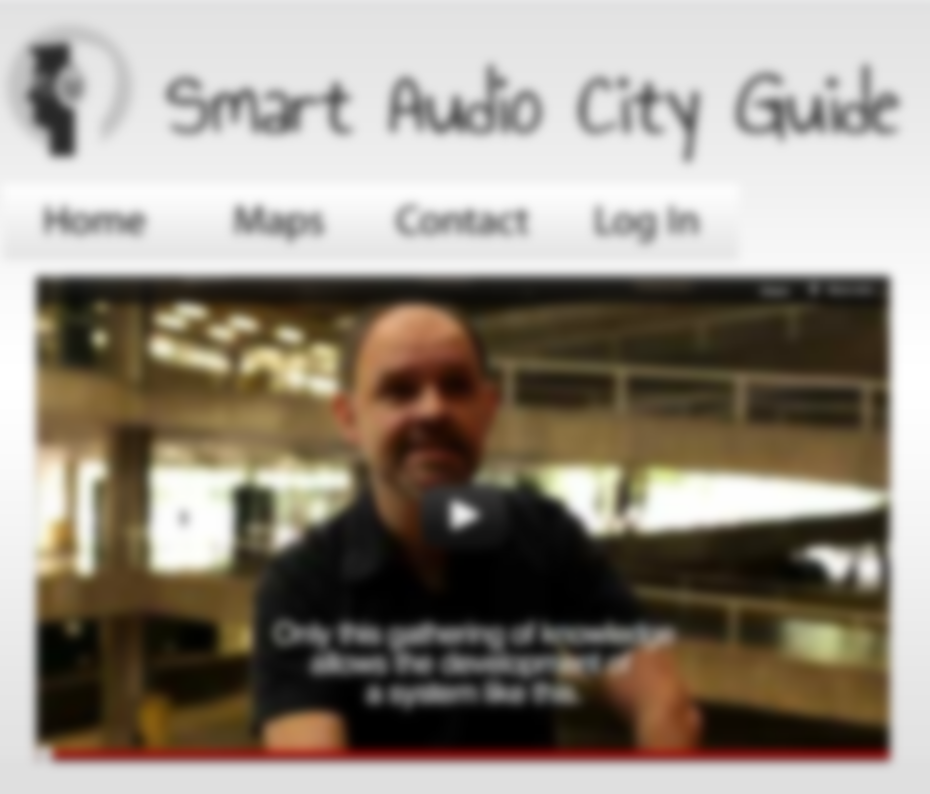 Smart Audio City Guide
Home Maps Contact Log In
Only this gathering of knowledge
allows the development of
a system like this.